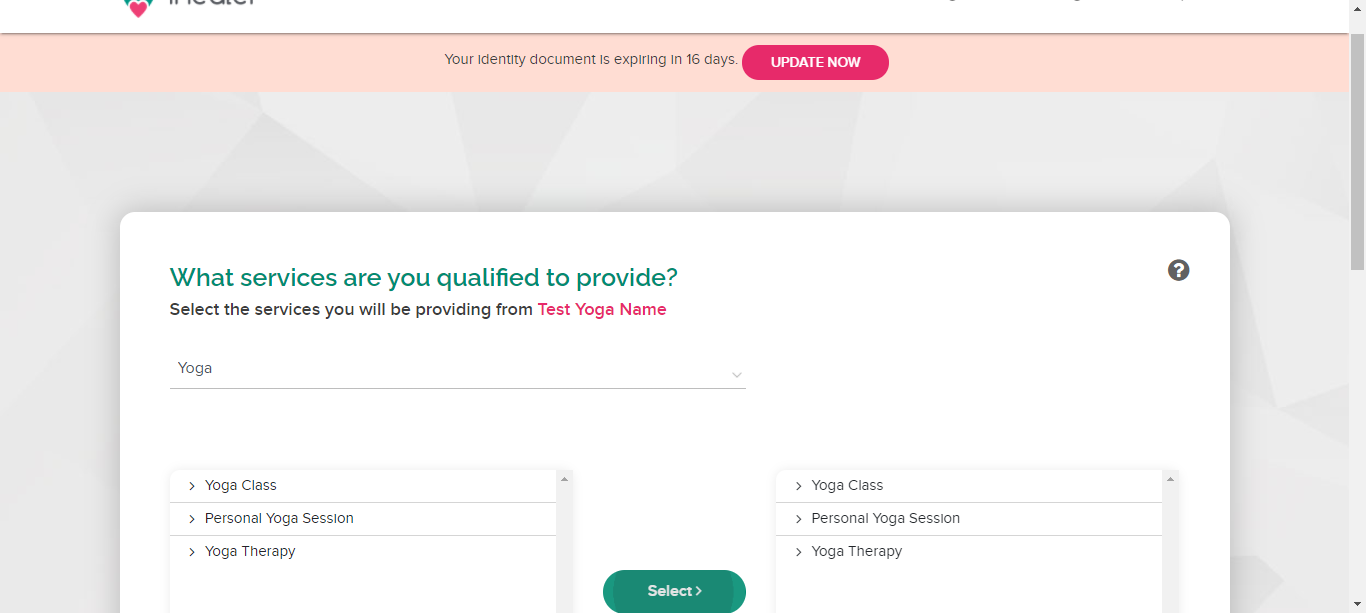 Your identity document is expiring in 16 days. UPDATE NOW
What services are you qualified to provide?
Select the services you will be providing from Test Yoga Name
Yoga
Yoga Class
Personal Yoga Session
Yoga Therapy
Select
Yoga Class
Personal Yoga Session
Yoga Therapy